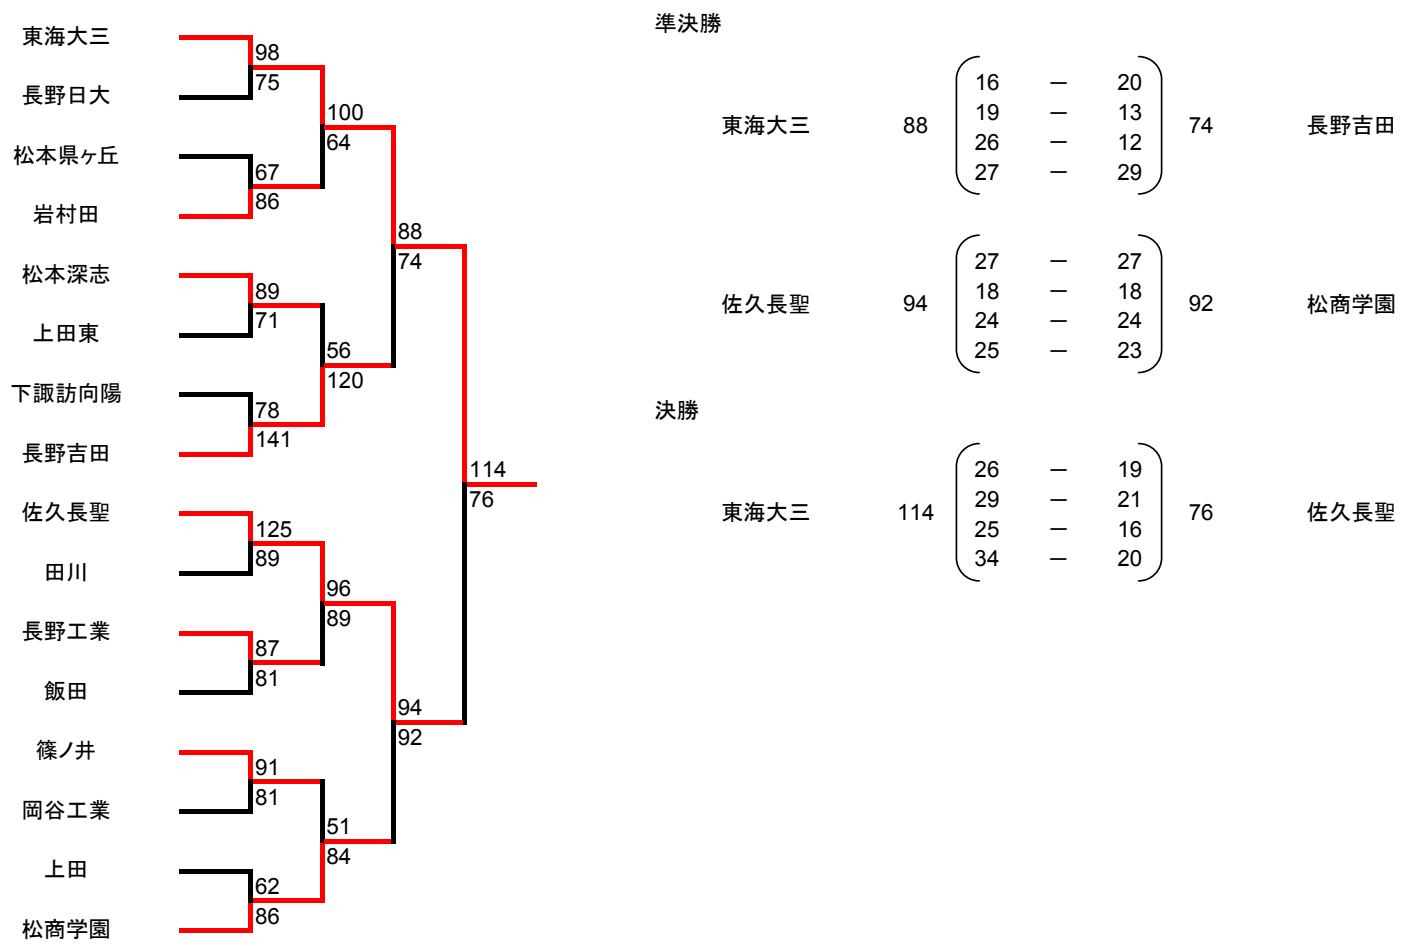 東海大三
98
75
長野日大
100
64
松本県ヶ丘
67
86
岩村田
88
74
松本深志
89
71
上田東
56
120
下諏訪向陽
78
141
長野吉田
114
76
佐久長聖
125
89
田川
96
89
長野工業
87
81
飯田
94
92
篠ノ井
91
81
岡谷工業
51
84
上田
62
86
松商学園
準決勝
16 ー 20
19 ー 13
東海大三 88 74 長野吉田
26 ー 12
27 ー 29
27 ー 27
18 ー 18
佐久長聖 94 92 松商学園
24 ー 24
25 ー 23
決勝
26 ー 19
29 ー 21
東海大三 114 76 佐久長聖
25 ー 16
34 ー 20